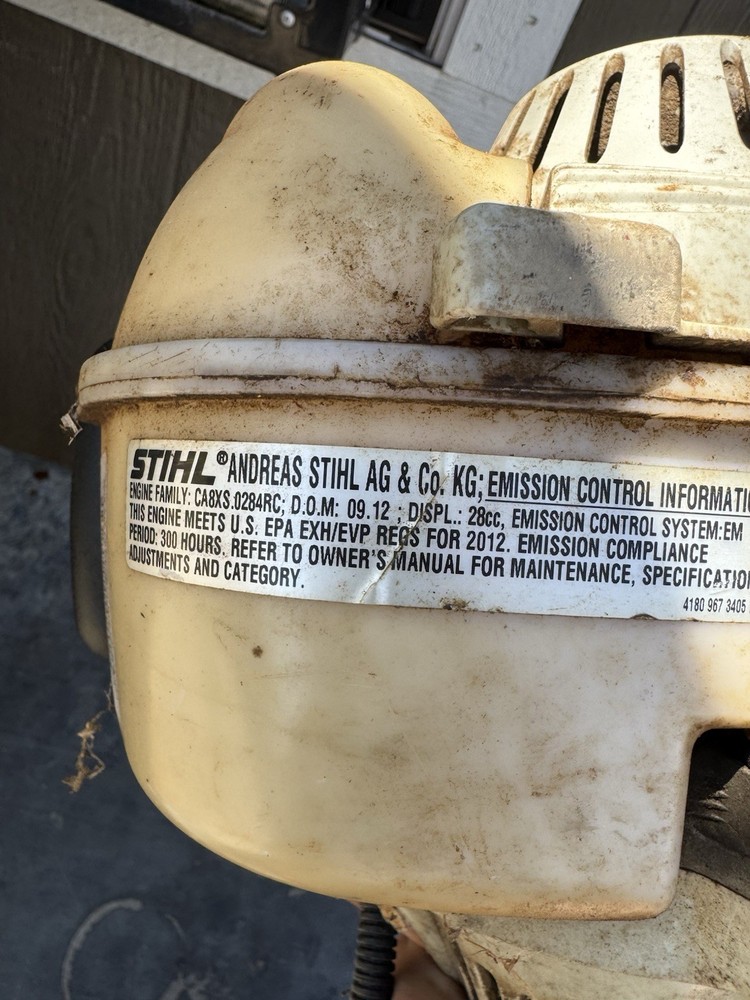 STIHL® ANDREAS STIHL AG & Co. KG; EMISSION CONTROL INFORMATI
ENGINE FAMILY: CA8XS.0284RC; D.O.M: 09.12 ; DISPL.: 28cc, EMISSION CONTROL SYSTEM:EM
THIS ENGINE MEETS U.S. EPA EXH/EVP REGS FOR 2012. EMISSION COMPLIANCE
PERIOD: 300 HOURS. REFER TO OWNER'S MANUAL FOR MAINTENANCE, SPECIFICATIO
ADJUSTMENTS AND CATEGORY.
4180 967 3405